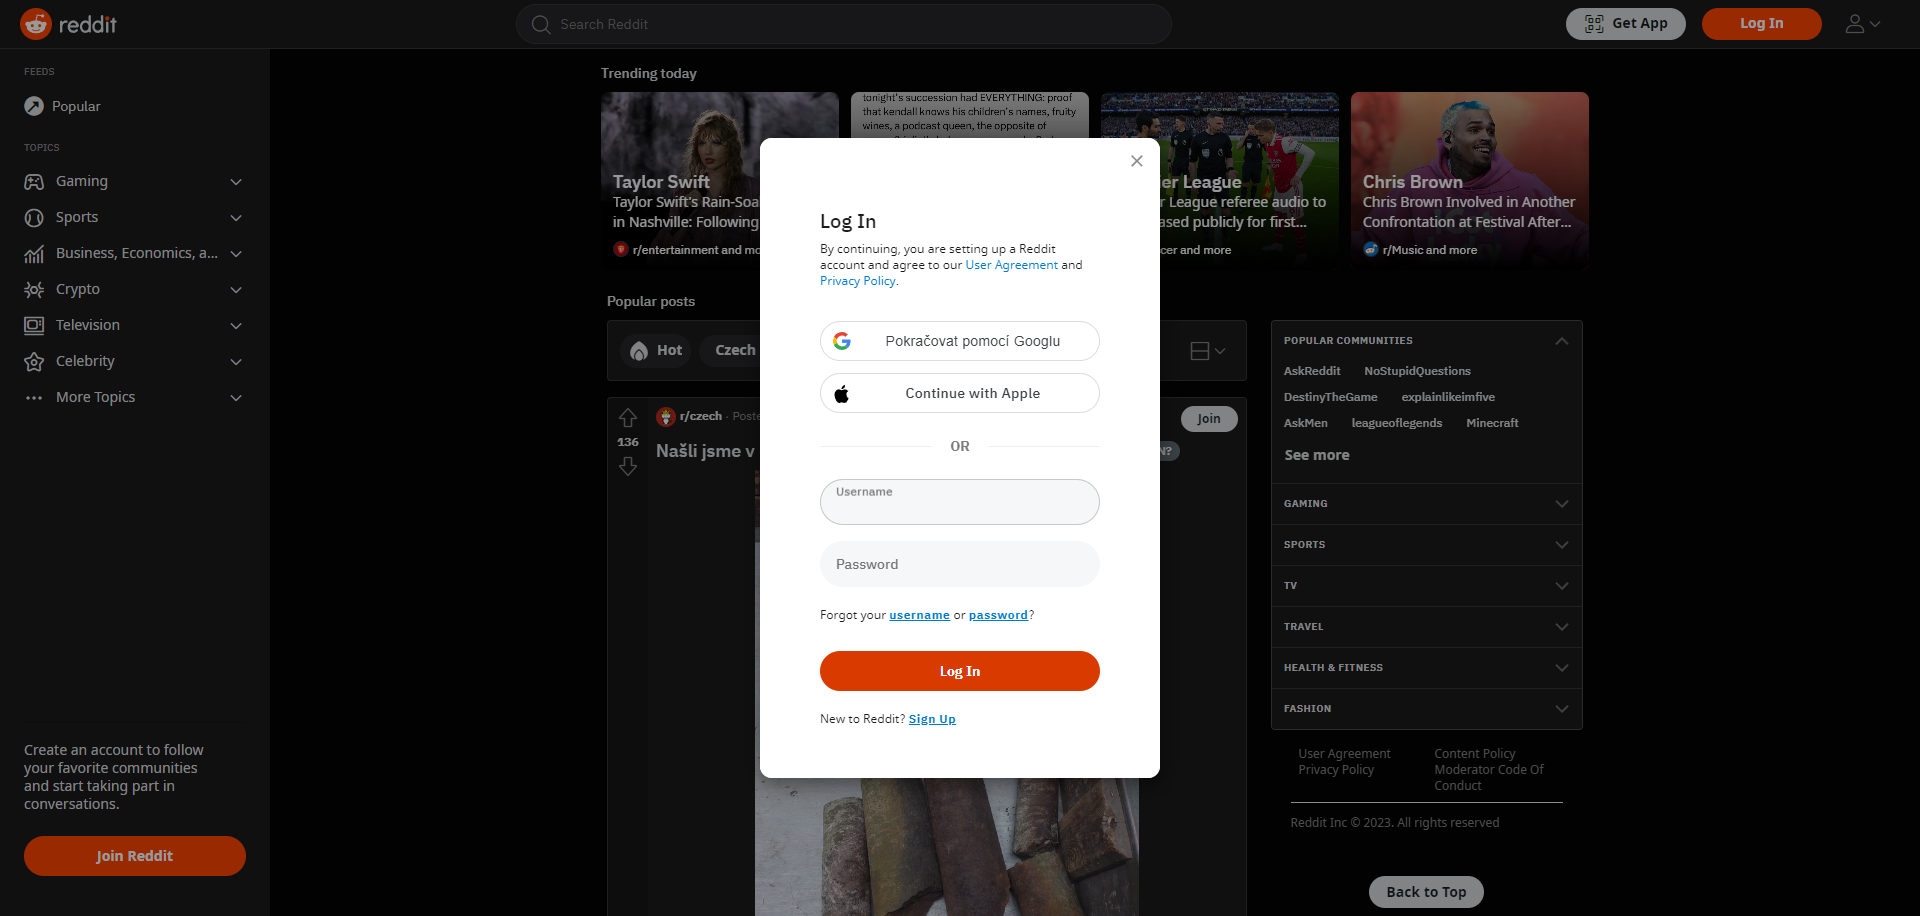 reddit
Search Reddit
Get App
Log In
FEEDS
Popular
TOPICS
Gaming
Sports
Business, Economics, a...
Crypto
Television
Celebrity
More Topics
Create an account to follow
your favorite communities
and start taking part in
conversations.
Join Reddit
Trending today
tonight's succession had EVERYTHING: proof
that kendall knows his children's names, fruity
wines, a podcast queen, the opposite of
Taylor Swift
Taylor Swift's Rain-Soa
in Nashville: Following
r/entertainment and mo
er League
r League referee audio to
ased publicly for first...
cer and more
Chris Brown
Chris Brown Involved in Another
Confrontation at Festival After...
r/Music and more
Popular posts
Hot
Czech
136
r/czech · Poste
Join
Našli jsme v
N?
Log In
By continuing, you are setting up a Reddit
account and agree to our User Agreement and
Privacy Policy.
Pokračovat pomocí Googlu
Continue with Apple
OR
Username
Password
Forgot your username or password?
Log In
New to Reddit? Sign Up
POPULAR COMMUNITIES
AskReddit NoStupidQuestions
DestinyTheGame explainlikeimfive
AskMen leagueoflegends Minecraft
See more
GAMING
SPORTS
TV
TRAVEL
HEALTH & FITNESS
FASHION
User Agreement
Privacy Policy
Content Policy
Moderator Code Of
Conduct
Reddit Inc © 2023. All rights reserved
Back to Top